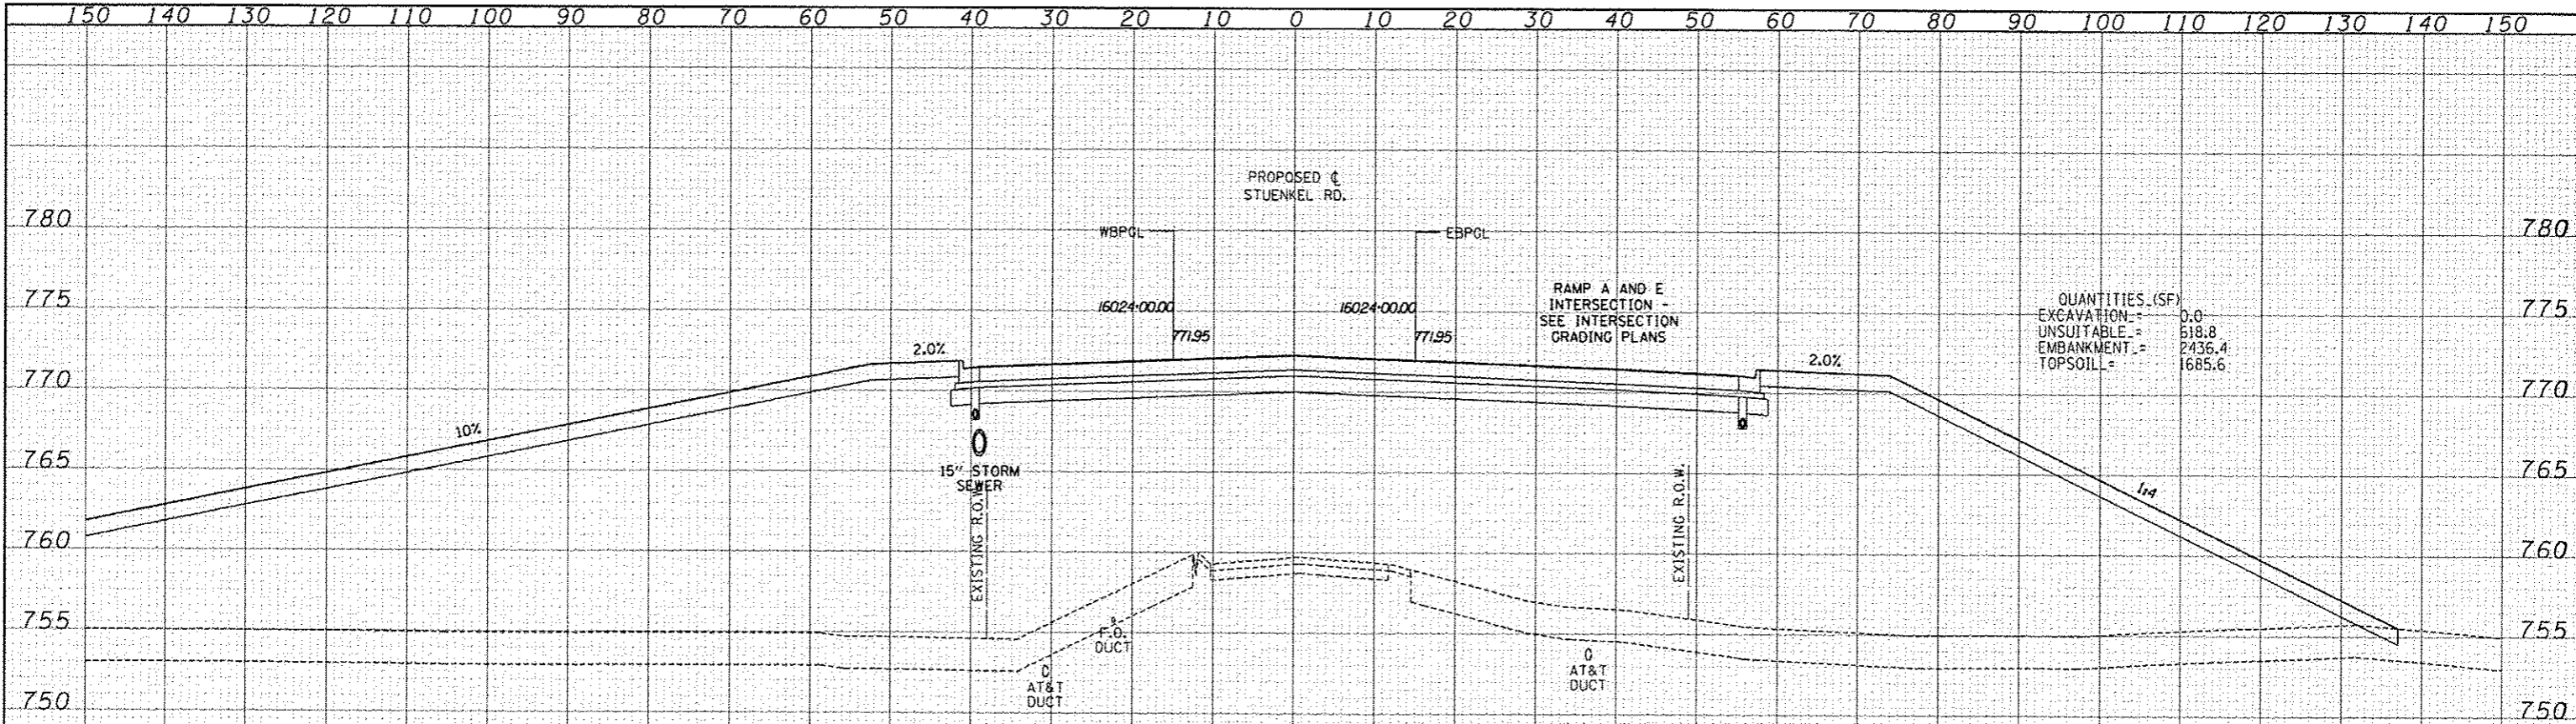 150 140 130 120 110 100 90 80 70 60 50 40 30 20 10 0 10 20 30 40 50 60 70 80 90 100 110 120 130 140 150
PROPOSED ℄
STUENKEL RD.
780
WBPGL
EBPGL
780
775
16024+00.00
771.95
16024+00.00
771.95
RAMP A AND E
INTERSECTION -
SEE INTERSECTION
GRADING PLANS
QUANTITIES (SF)
EXCAVATION = 0.0
UNSUITABLE = 618.8
EMBANKMENT = 2436.4
TOPSOIL = 1685.6
775
2.0%
2.0%
770
770
10%
765
15" STORM
SEWER
EXISTING R.O.W.
EXISTING R.O.W.
1:4
765
760
760
755
F.O.
DUCT
755
AT&T
DUCT
AT&T
DUCT
750
750